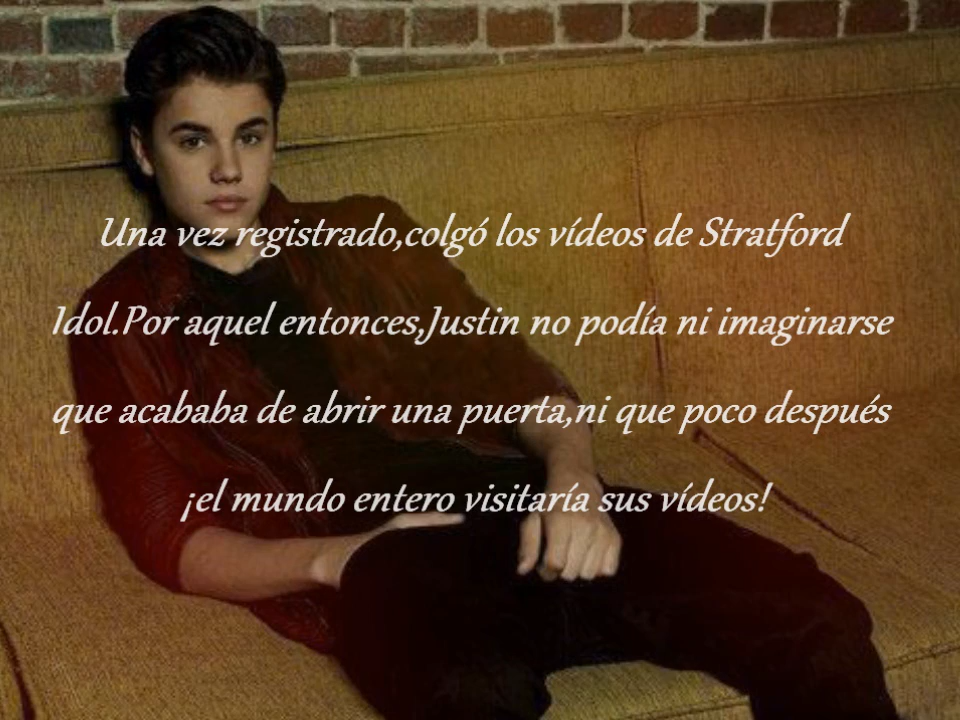 Una vez registrado,colgó los vídeos de Stratford
Idol.Por aquel entonces,Justin no podía ni imaginarse
que acababa de abrir una puerta,ni que poco después
¡el mundo entero visitaría sus vídeos!